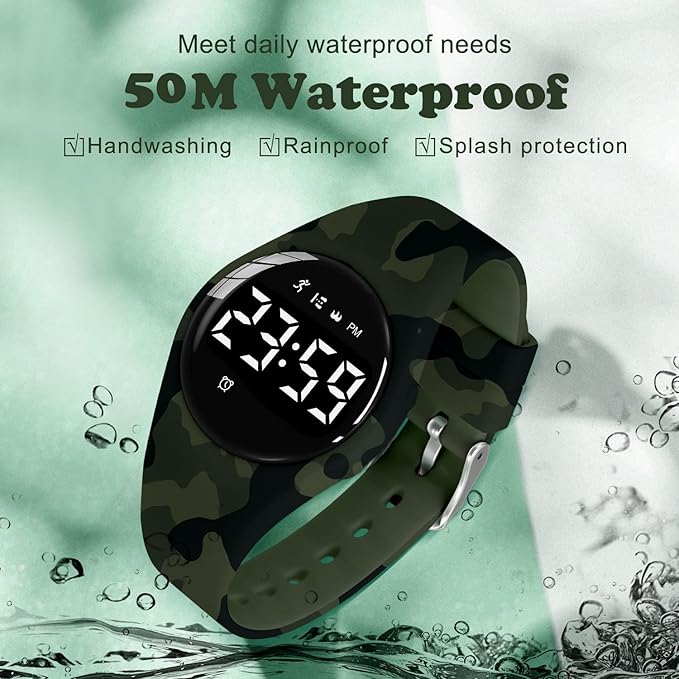 Meet daily waterproof needs
50M Waterproof
☑Handwashing ☑Rainproof ☑Splash protection
PM
23:59